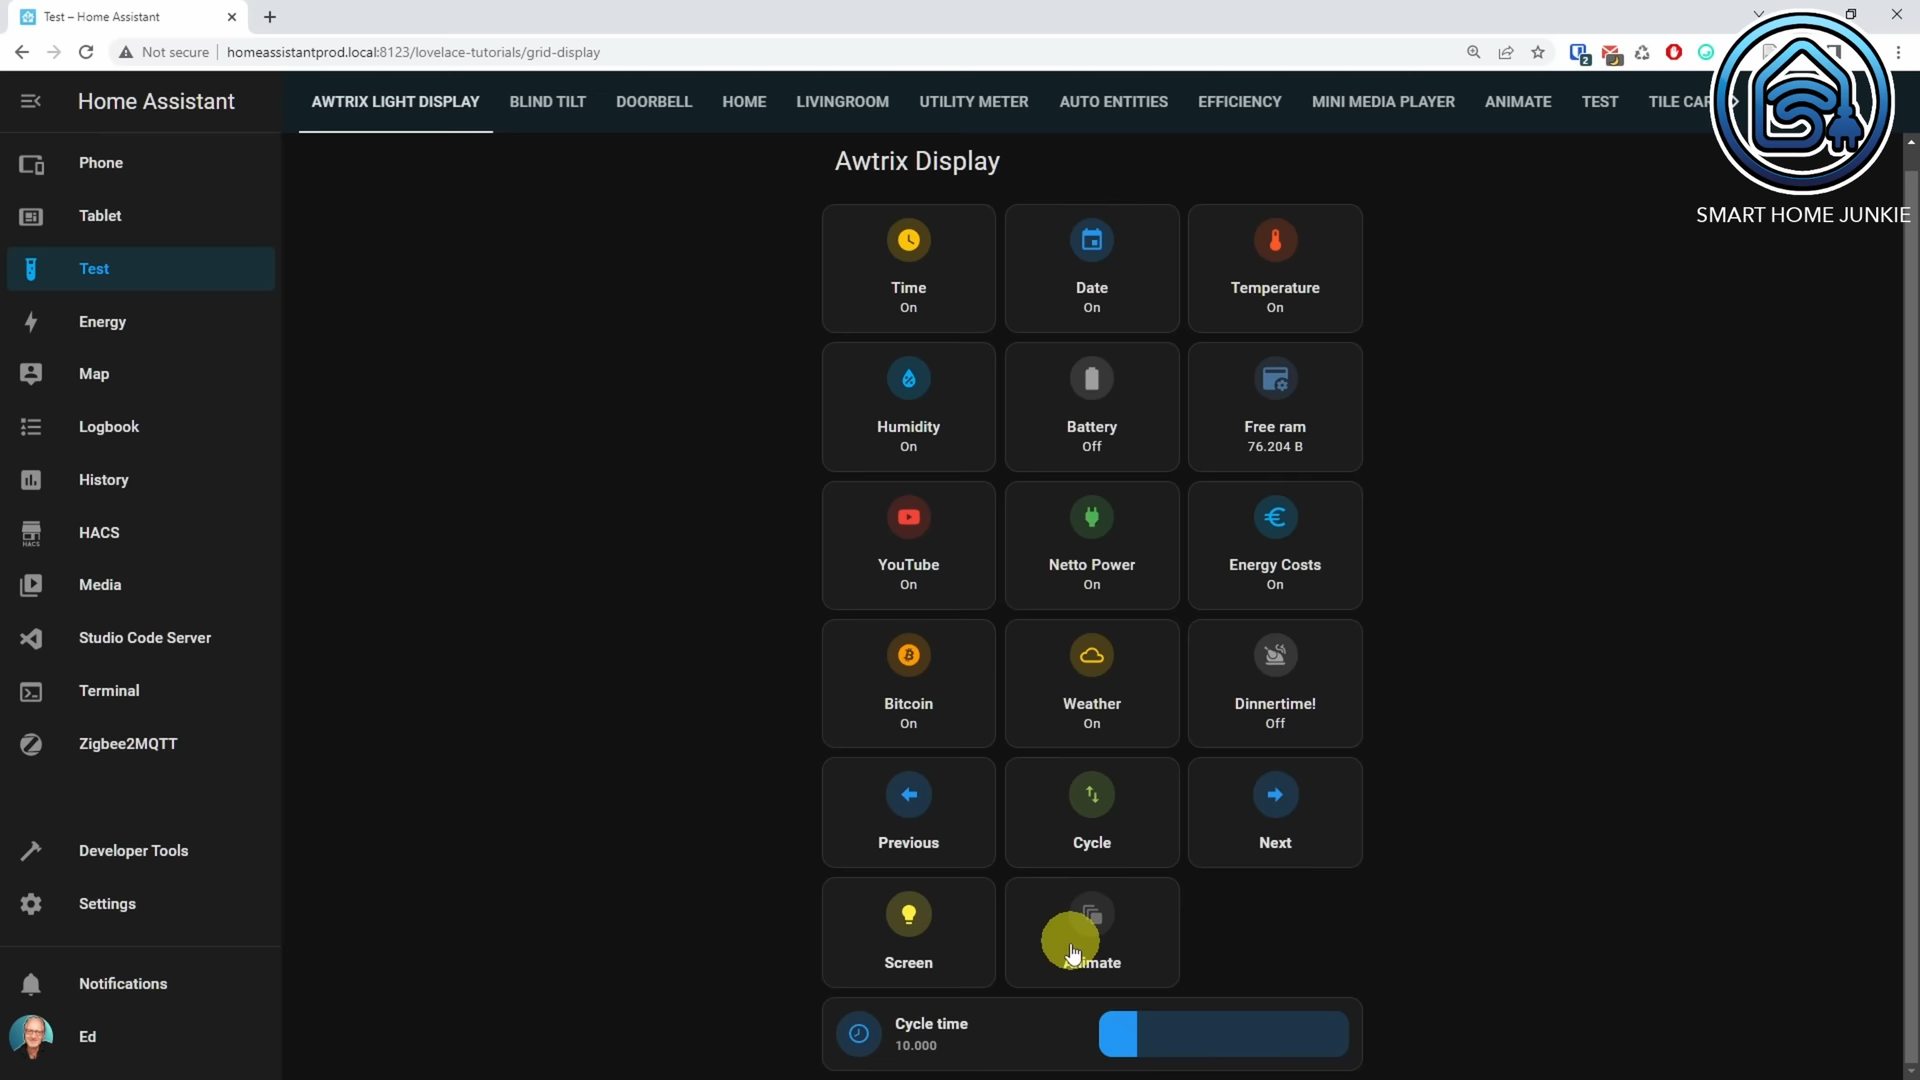 Test – Home Assistant
Not secure
homeassistantprod.local:8123/lovelace-tutorials/grid-display
2
Home Assistant
AWTRIX LIGHT DISPLAY
BLIND TILT
DOORBELL
HOME
LIVINGROOM
UTILITY METER
AUTO ENTITIES
EFFICIENCY
MINI MEDIA PLAYER
ANIMATE
TEST
SMART HOME JUNKIE
Phone
Tablet
Test
Energy
Map
Logbook
History
HACS
HACS
Media
Studio Code Server
Terminal
Zigbee2MQTT
Developer Tools
Settings
Notifications
Ed
Awtrix Display
Time
On
Date
On
Temperature
On
Humidity
On
Battery
Off
Free ram
76.204 B
YouTube
On
Netto Power
On
Energy Costs
On
Bitcoin
On
Weather
On
Dinnertime!
Off
Previous
Cycle
Next
Screen
Animate
Cycle time
10.000